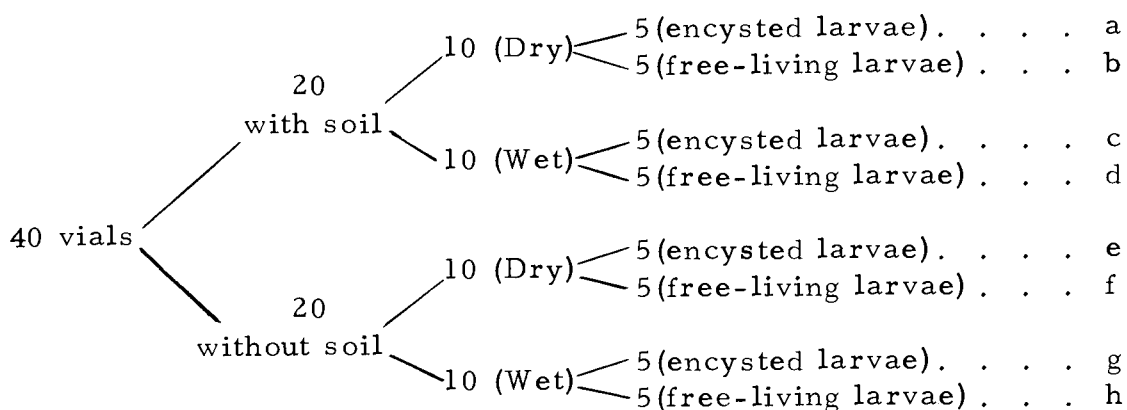 5 (encysted larvae) . . . . a
10 (Dry)
5 (free-living larvae) . . . b
20
with soil
5 (encysted larvae) . . . . c
10 (Wet)
5 (free-living larvae) . . . d
40 vials
5 (encysted larvae) . . . . e
10 (Dry)
5 (free-living larvae) . . . f
20
without soil
5 (encysted larvae) . . . . g
10 (Wet)
5 (free-living larvae) . . . h